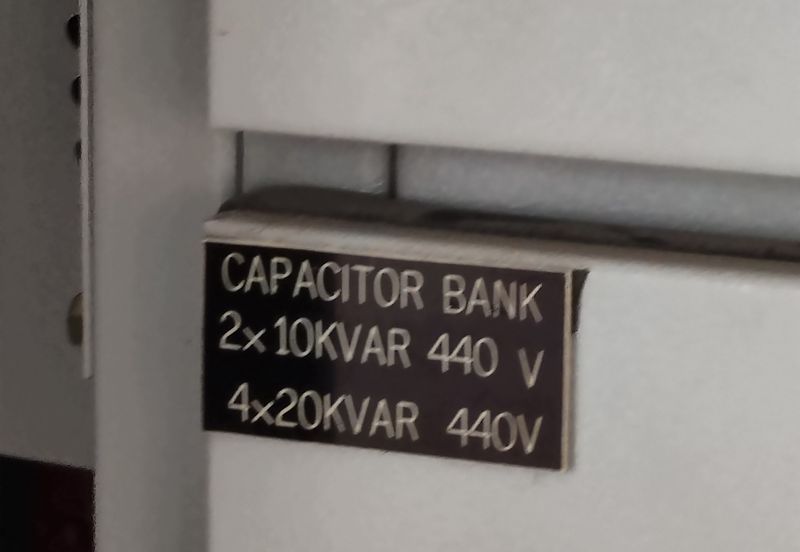 CAPACITOR BANK
2x10KVAR 440 V
4x20KVAR 440V